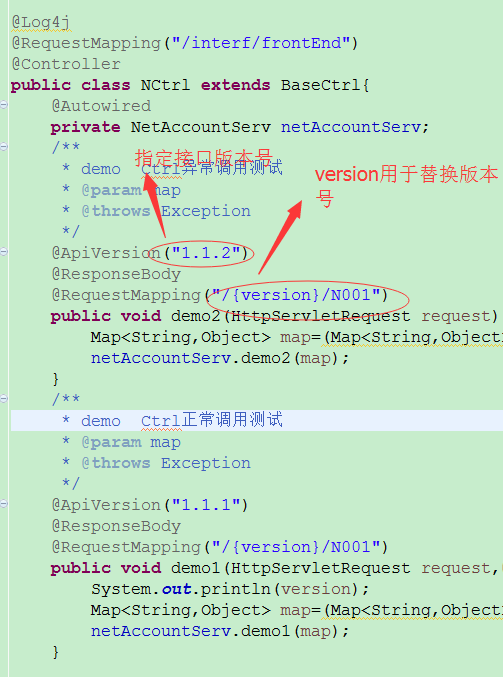 @Log4j
@RequestMapping("/interf/frontEnd")
@Controller
public class NCtrl extends BaseCtrl{
@Autowired
private NetAccountServ netAccountServ;
/**
指定接口版本号
* demo  Ctrl异常调用测试
version用于替换版本号
* @param map
* @throws Exception
*/
@ApiVersion("1.1.2")
@ResponseBody
@RequestMapping("/{version}/N001")
public void demo2(HttpServletRequest request)
Map<String,Object> map=(Map<String,Object
netAccountServ.demo2(map);
}
/**
* demo  Ctrl正常调用测试
* @param map
* @throws Exception
*/
@ApiVersion("1.1.1")
@ResponseBody
@RequestMapping("/{version}/N001")
public void demo1(HttpServletRequest request,
System.out.println(version);
Map<String,Object> map=(Map<String,Object
netAccountServ.demo1(map);
}